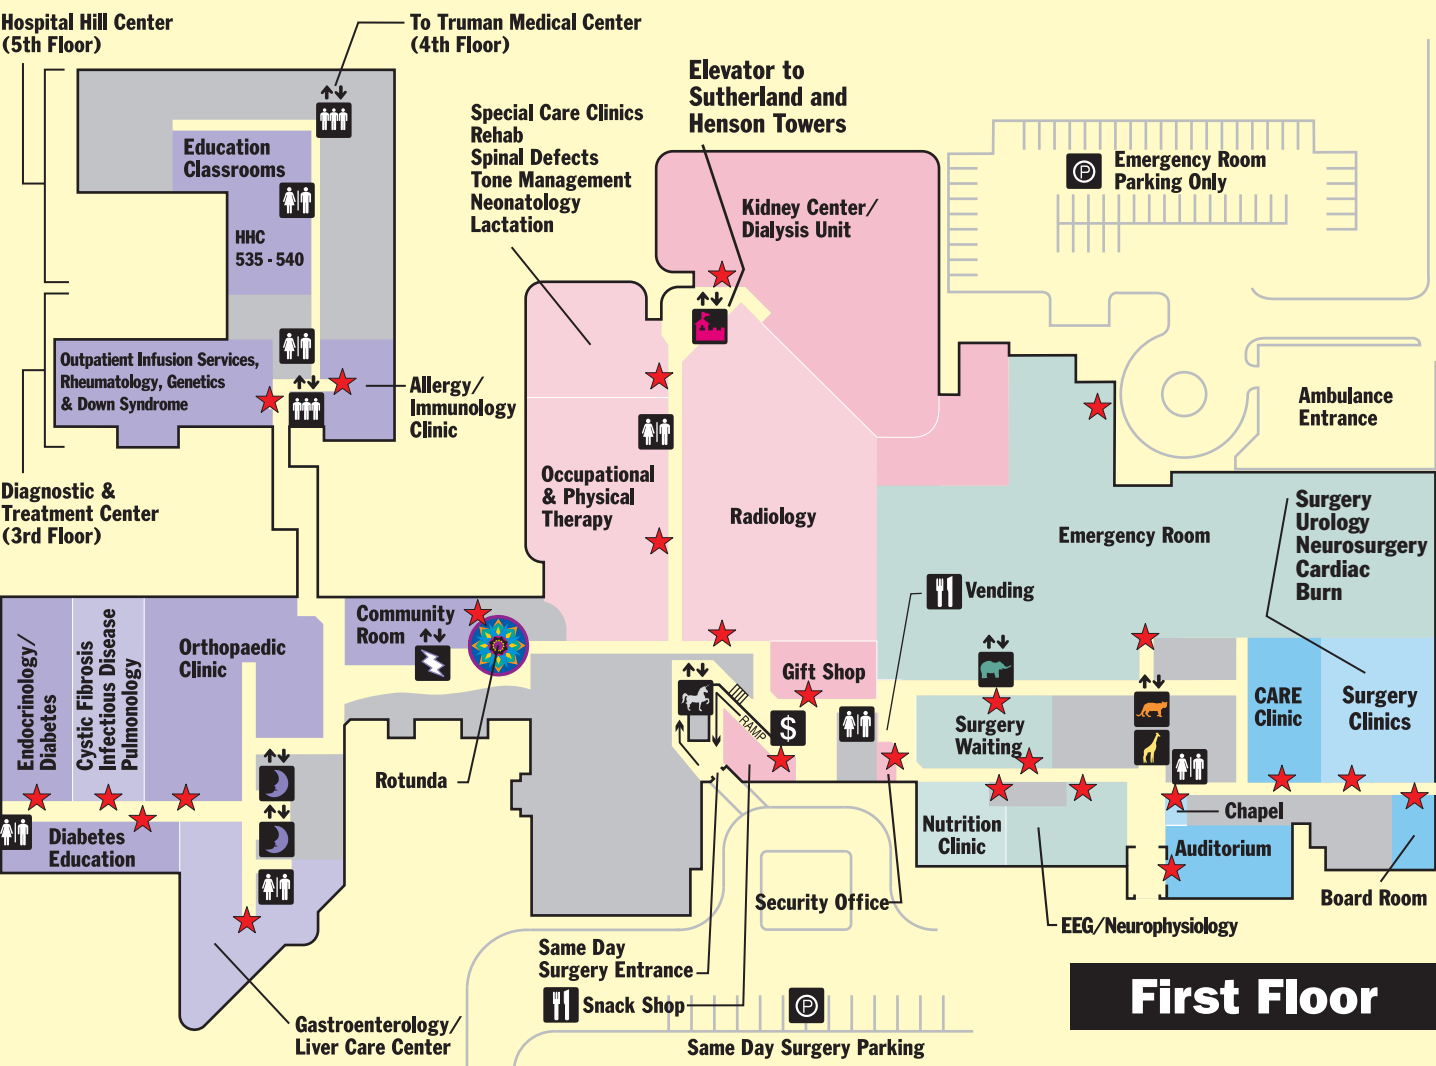 Hospital Hill Center
(5th Floor)
To Truman Medical Center
(4th Floor)
Elevator to
Sutherland and
Henson Towers
Special Care Clinics
Rehab
Spinal Defects
Tone Management
Neonatology
Lactation
Education
Classrooms
HHC
535 - 540
Kidney Center/
Dialysis Unit
P
Emergency Room
Parking Only
Outpatient Infusion Services,
Rheumatology, Genetics
& Down Syndrome
Allergy/
Immunology
Clinic
Ambulance
Entrance
Diagnostic &
Treatment Center
(3rd Floor)
Occupational
& Physical
Therapy
Radiology
Emergency Room
Surgery
Urology
Neurosurgery
Cardiac
Burn
Vending
Endocrinology/
Diabetes
Cystic Fibrosis
Infectious Disease
Pulmonology
Orthopaedic
Clinic
Community
Room
Gift Shop
Surgery
Waiting
CARE
Clinic
Surgery
Clinics
RAMP
$
Rotunda
Diabetes
Education
Nutrition
Clinic
Chapel
Auditorium
Board Room
Security Office
EEG/Neurophysiology
Same Day
Surgery Entrance
Snack Shop
P
Gastroenterology/
Liver Care Center
Same Day Surgery Parking
First Floor